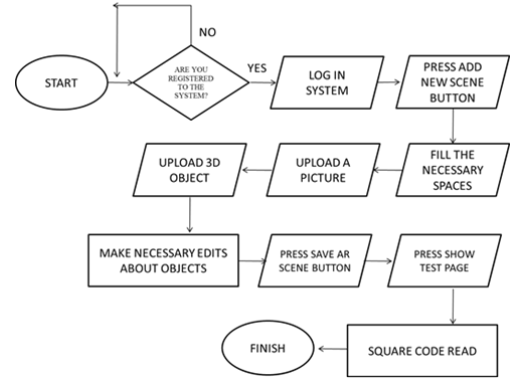 NO
START
ARE YOU
REGISTERED
TO THE
SYSTEM?
YES
LOG IN
SYSTEM
PRESS ADD
NEW SCENE
BUTTON
UPLOAD 3D
OBJECT
UPLOAD A
PICTURE
FILL THE
NECESSARY
SPACES
MAKE NECESSARY EDITS
ABOUT OBJECTS
PRESS SAVE AR
SCENE BUTTON
PRESS SHOW
TEST PAGE
FINISH
SQUARE CODE READ